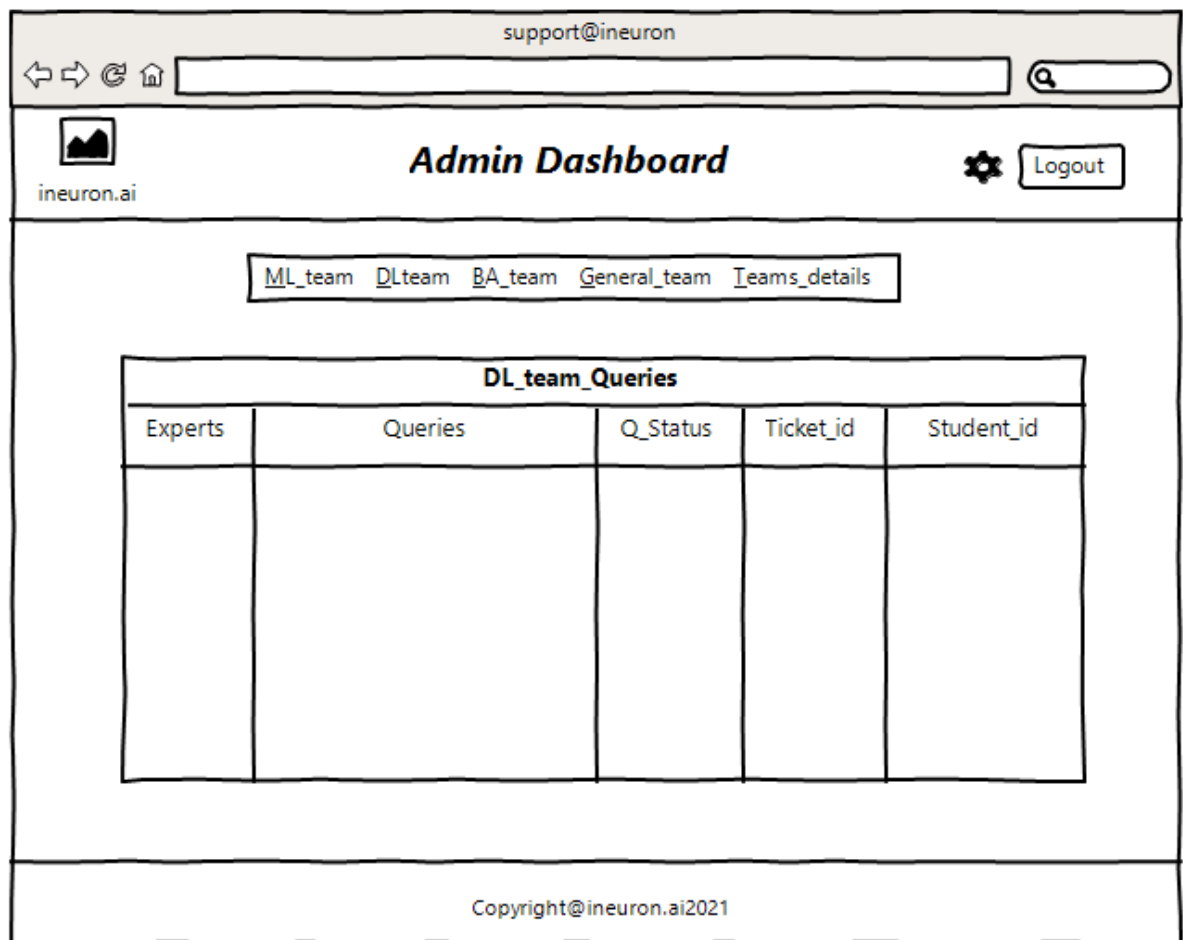 support@ineuron
ineuron.ai
Admin Dashboard
Logout
ML_team DLteam BA_team General_team Teams_details
DL_team_Queries
Experts Queries Q_Status Ticket_id Student_id
Copyright@ineuron.ai2021